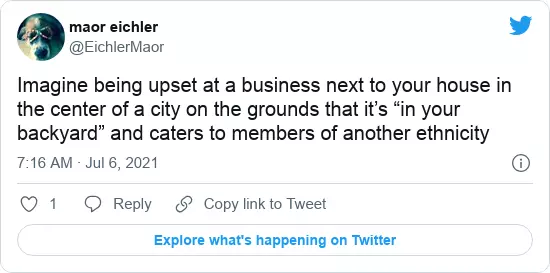 maor eichler
@EichlerMaor
Imagine being upset at a business next to your house in
the center of a city on the grounds that it’s “in your
backyard” and caters to members of another ethnicity
7:16 AM · Jul 6, 2021
1 Reply Copy link to Tweet
Explore what's happening on Twitter